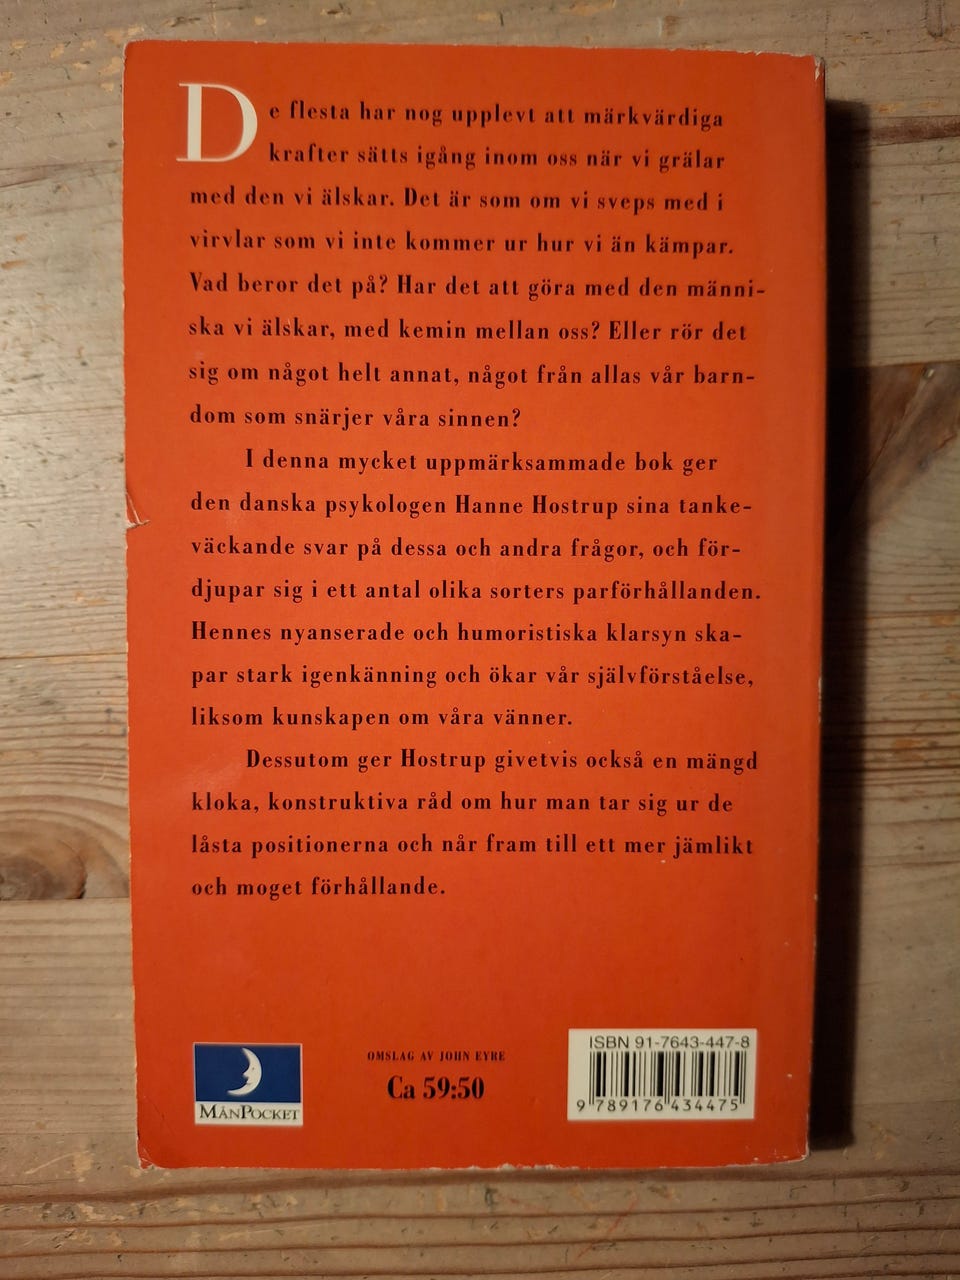 De flesta har nog upplevt att märkvärdiga
krafter sätts igång inom oss när vi grälar
med den vi älskar. Det är som om vi sveps med i
virvlar som vi inte kommer ur hur vi än kämpar.
Vad beror det på? Har det att göra med den männi-
ska vi älskar, med kemin mellan oss? Eller rör det
sig om något helt annat, något från allas vår barn-
dom som snärjer våra sinnen?
I denna mycket uppmärksammade bok ger
den danska psykologen Hanne Hostrup sina tanke-
väckande svar på dessa och andra frågor, och för-
djupar sig i ett antal olika sorters parförhållanden.
Hennes nyanserade och humoristiska klarsyn ska-
par stark igenkänning och ökar vår självförståelse,
liksom kunskapen om våra vänner.
Dessutom ger Hostrup givetvis också en mängd
kloka, konstruktiva råd om hur man tar sig ur de
låsta positionerna och når fram till ett mer jämlikt
och moget förhållande.
MÅNPOCKET
OMSLAG AV JOHN EYRE
Ca 59:50
ISBN 91-7643-447-8
9 789176 434475